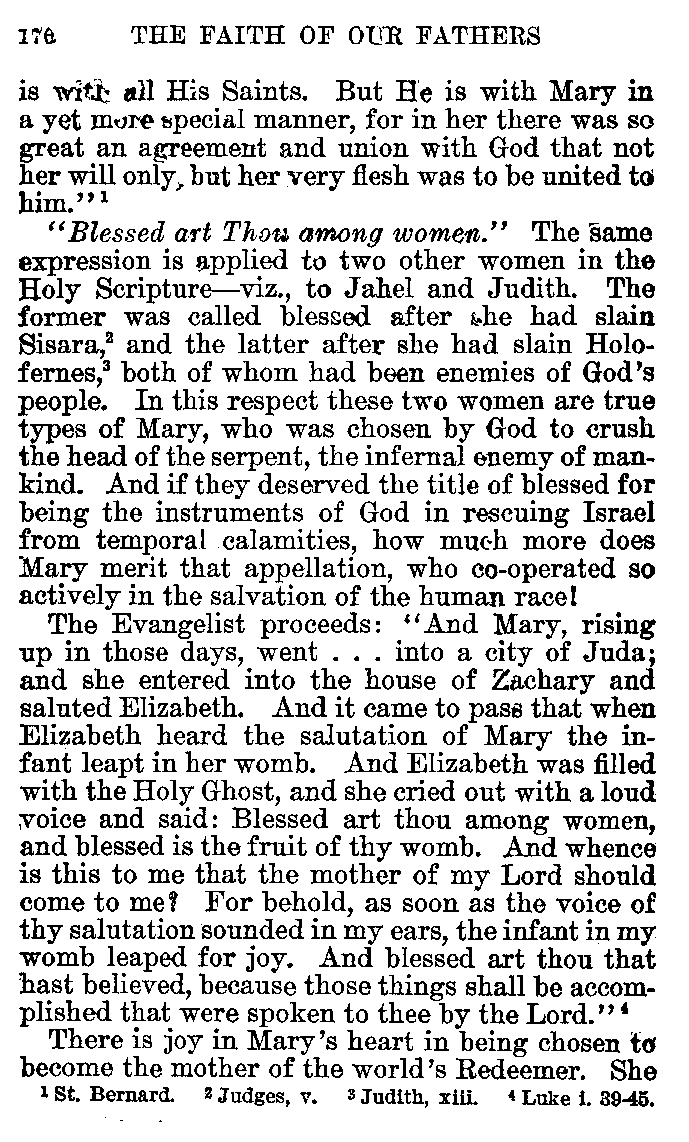 176 THE FAITH OF OUR FATHERS
is with all His Saints. But He is with Mary in
a yet more special manner, for in her there was so
great an agreement and union with God that not
her will only, but her very flesh was to be united to
him."¹
"Blessed art Thou among women." The same
expression is applied to two other women in the
Holy Scripture—viz., to Jahel and Judith. The
former was called blessed after she had slain
Sisara,² and the latter after she had slain Holo-
fernes,³ both of whom had been enemies of God's
people. In this respect these two women are true
types of Mary, who was chosen by God to crush
the head of the serpent, the infernal enemy of man-
kind. And if they deserved the title of blessed for
being the instruments of God in rescuing Israel
from temporal calamities, how much more does
Mary merit that appellation, who co-operated so
actively in the salvation of the human race!
The Evangelist proceeds: "And Mary, rising
up in those days, went . . . into a city of Juda;
and she entered into the house of Zachary and
saluted Elizabeth. And it came to pass that when
Elizabeth heard the salutation of Mary the in-
fant leapt in her womb. And Elizabeth was filled
with the Holy Ghost, and she cried out with a loud
voice and said: Blessed art thou among women,
and blessed is the fruit of thy womb. And whence
is this to me that the mother of my Lord should
come to me? For behold, as soon as the voice of
thy salutation sounded in my ears, the infant in my
womb leaped for joy. And blessed art thou that
hast believed, because those things shall be accom-
plished that were spoken to thee by the Lord."⁴
There is joy in Mary's heart in being chosen to
become the mother of the world's Redeemer. She
¹ St. Bernard. ² Judges, v. ³ Judith, xiii. ⁴ Luke i. 39-45.